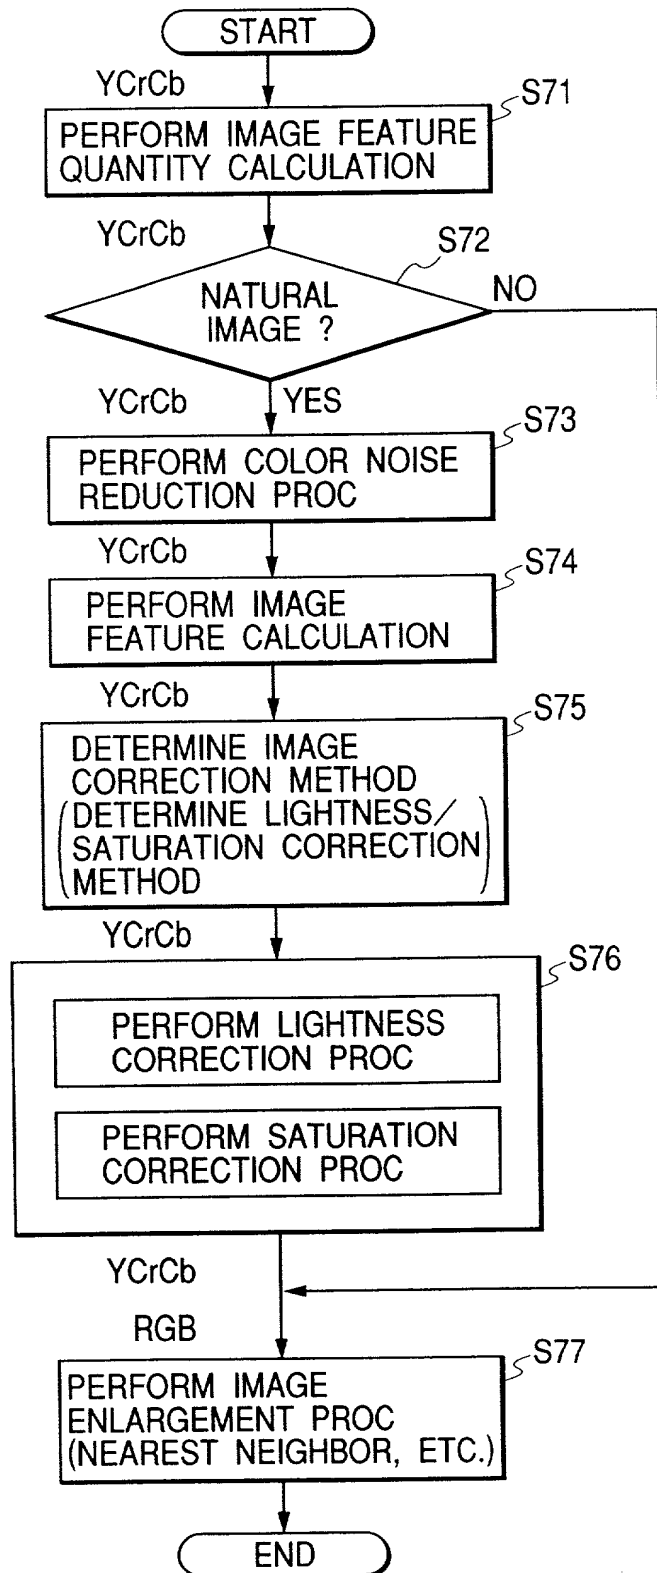 START
YCrCb
S71
PERFORM IMAGE FEATURE
QUANTITY CALCULATION
YCrCb
S72
NATURAL
IMAGE ?
NO
YCrCb
YES
S73
PERFORM COLOR NOISE
REDUCTION PROC
YCrCb
S74
PERFORM IMAGE
FEATURE CALCULATION
YCrCb
S75
DETERMINE IMAGE
CORRECTION METHOD
(DETERMINE LIGHTNESS/
SATURATION CORRECTION
METHOD)
YCrCb
S76
PERFORM LIGHTNESS
CORRECTION PROC
PERFORM SATURATION
CORRECTION PROC
YCrCb
RGB
S77
PERFORM IMAGE
ENLARGEMENT PROC
(NEAREST NEIGHBOR, ETC.)
END